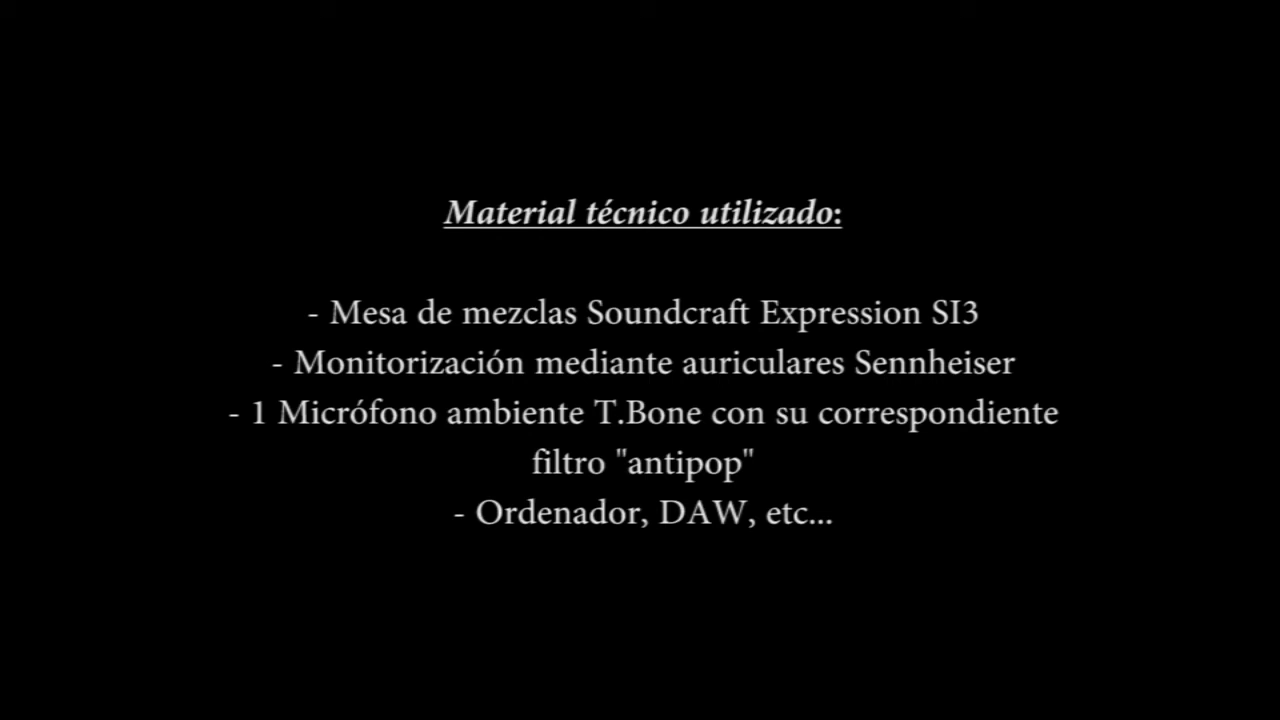 Material técnico utilizado:
- Mesa de mezclas Soundcraft Expression SI3
- Monitorización mediante auriculares Sennheiser
- 1 Micrófono ambiente T.Bone con su correspondiente
filtro "antipop"
- Ordenador, DAW, etc...